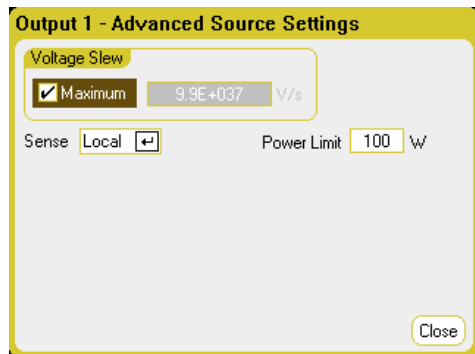 Output 1 - Advanced Source Settings
Voltage Slew
Maximum 9.9E+037 V/s
Sense Local Power Limit 100 W
Close